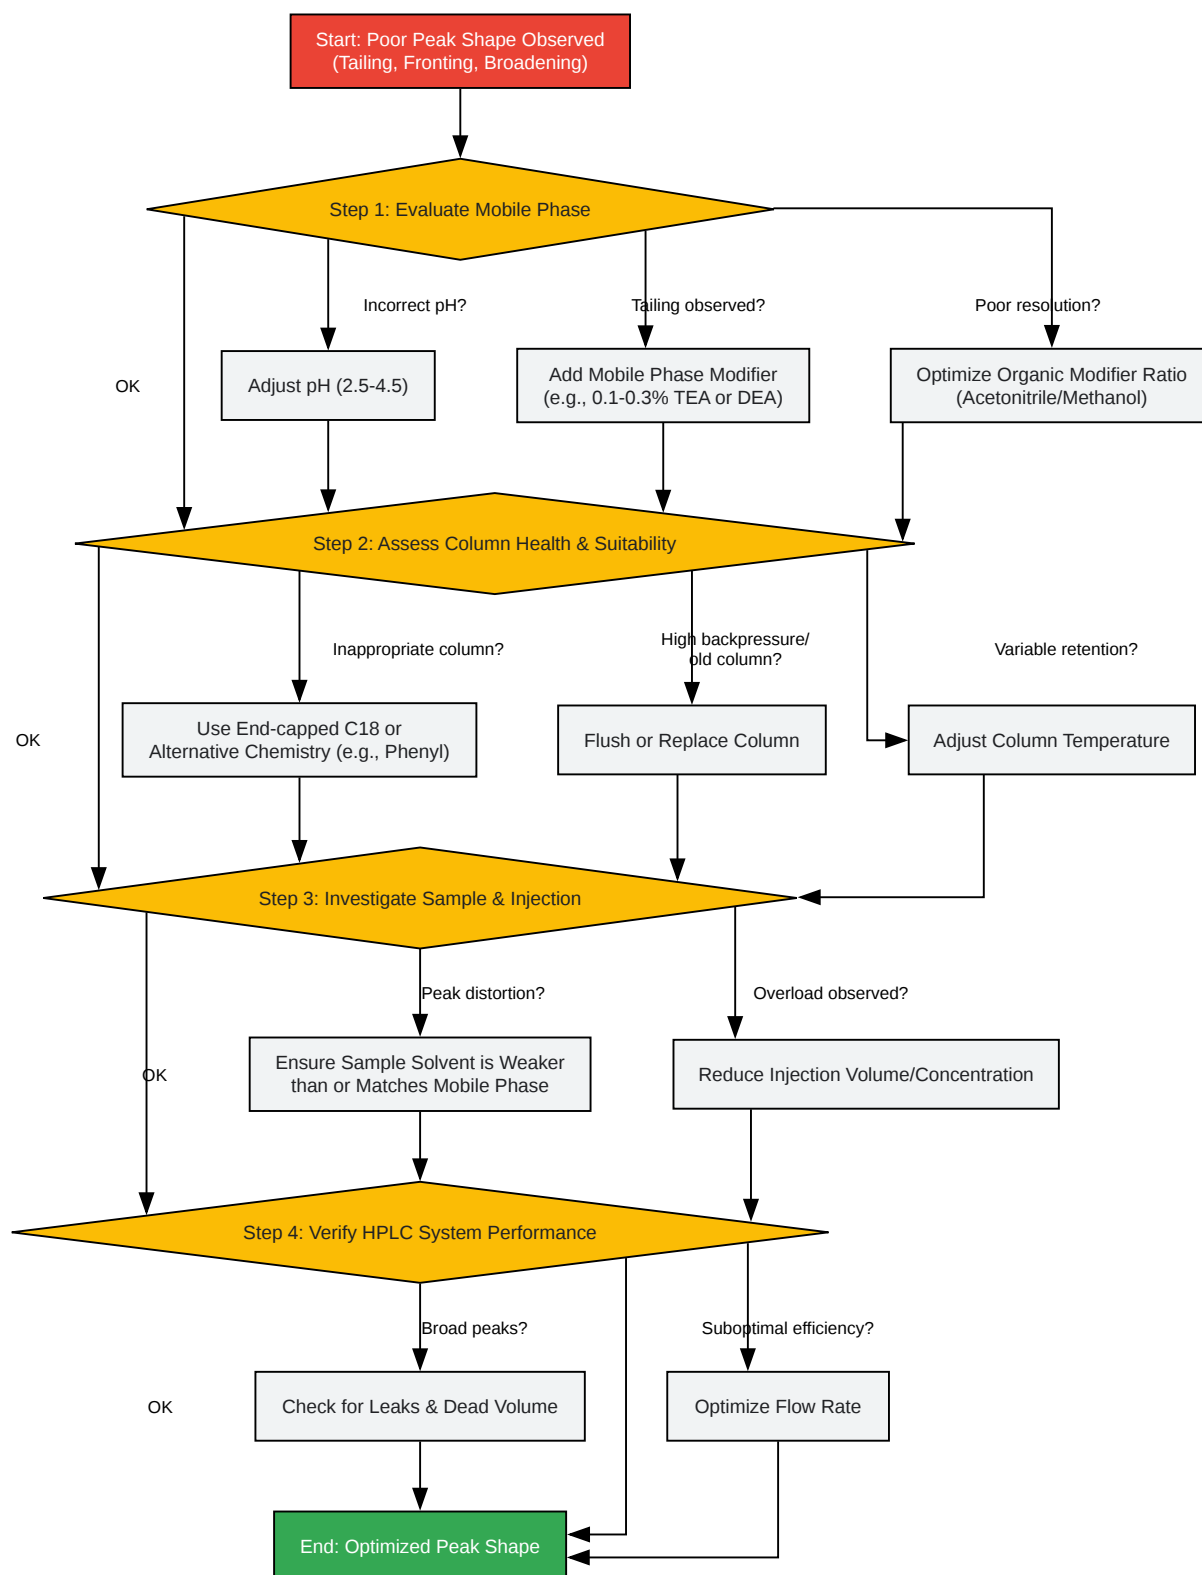 Start: Poor Peak Shape Observed
(Tailing, Fronting, Broadening)
Step 1: Evaluate Mobile Phase
Incorrect pH?
Tailing observed?
Poor resolution?
OK
Adjust pH (2.5-4.5)
Add Mobile Phase Modifier
(e.g., 0.1-0.3% TEA or DEA)
Optimize Organic Modifier Ratio
(Acetonitrile/Methanol)
Step 2: Assess Column Health & Suitability
Inappropriate column?
High backpressure/
old column?
Variable retention?
OK
Use End-capped C18 or
Alternative Chemistry (e.g., Phenyl)
Flush or Replace Column
Adjust Column Temperature
Step 3: Investigate Sample & Injection
Peak distortion?
Overload observed?
OK
Ensure Sample Solvent is Weaker
than or Matches Mobile Phase
Reduce Injection Volume/Concentration
Step 4: Verify HPLC System Performance
Broad peaks?
Suboptimal efficiency?
OK
Check for Leaks & Dead Volume
Optimize Flow Rate
End: Optimized Peak Shape